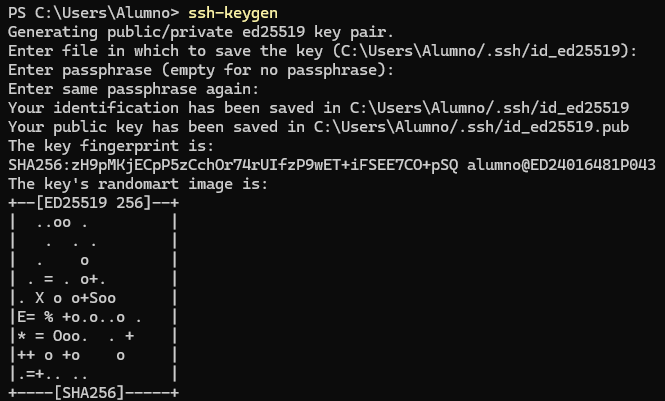 PS C:\Users\Alumno> ssh-keygen
Generating public/private ed25519 key pair.
Enter file in which to save the key (C:\Users\Alumno/.ssh/id_ed25519):
Enter passphrase (empty for no passphrase):
Enter same passphrase again:
Your identification has been saved in C:\Users\Alumno/.ssh/id_ed25519
Your public key has been saved in C:\Users\Alumno/.ssh/id_ed25519.pub
The key fingerprint is:
SHA256:zH9pMKjECpP5zCchOr74rUIfzP9wET+iFSEE7CO+pSQ alumno@ED24016481P043
The key's randomart image is:
+--[ED25519 256]--+
|  ..oo .         |
|   .  . .        |
|  .    o         |
| . = . o+.       |
|. X o o+Soo      |
|E= % +o.o..o .   |
|* = Ooo.  . +    |
|++ o +o    o     |
|.=+.. ..         |
+----[SHA256]-----+